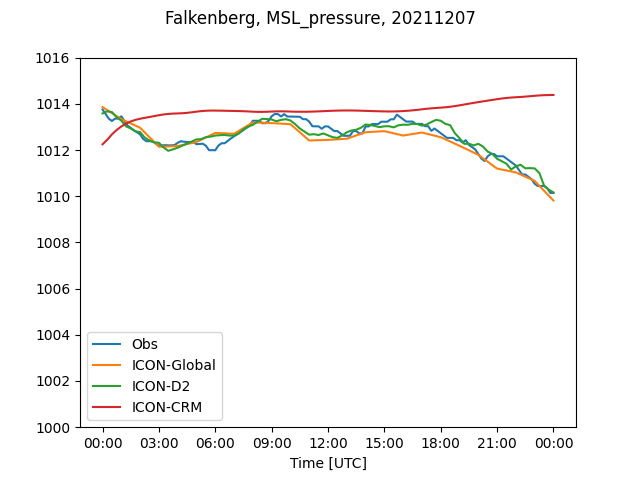 Falkenberg, MSL_pressure, 20211207
1016
1014
1012
1010
1008
1006
1004
1002
1000
Obs
ICON-Global
ICON-D2
ICON-CRM
00:00 03:00 06:00 09:00 12:00 15:00 18:00 21:00 00:00
Time [UTC]